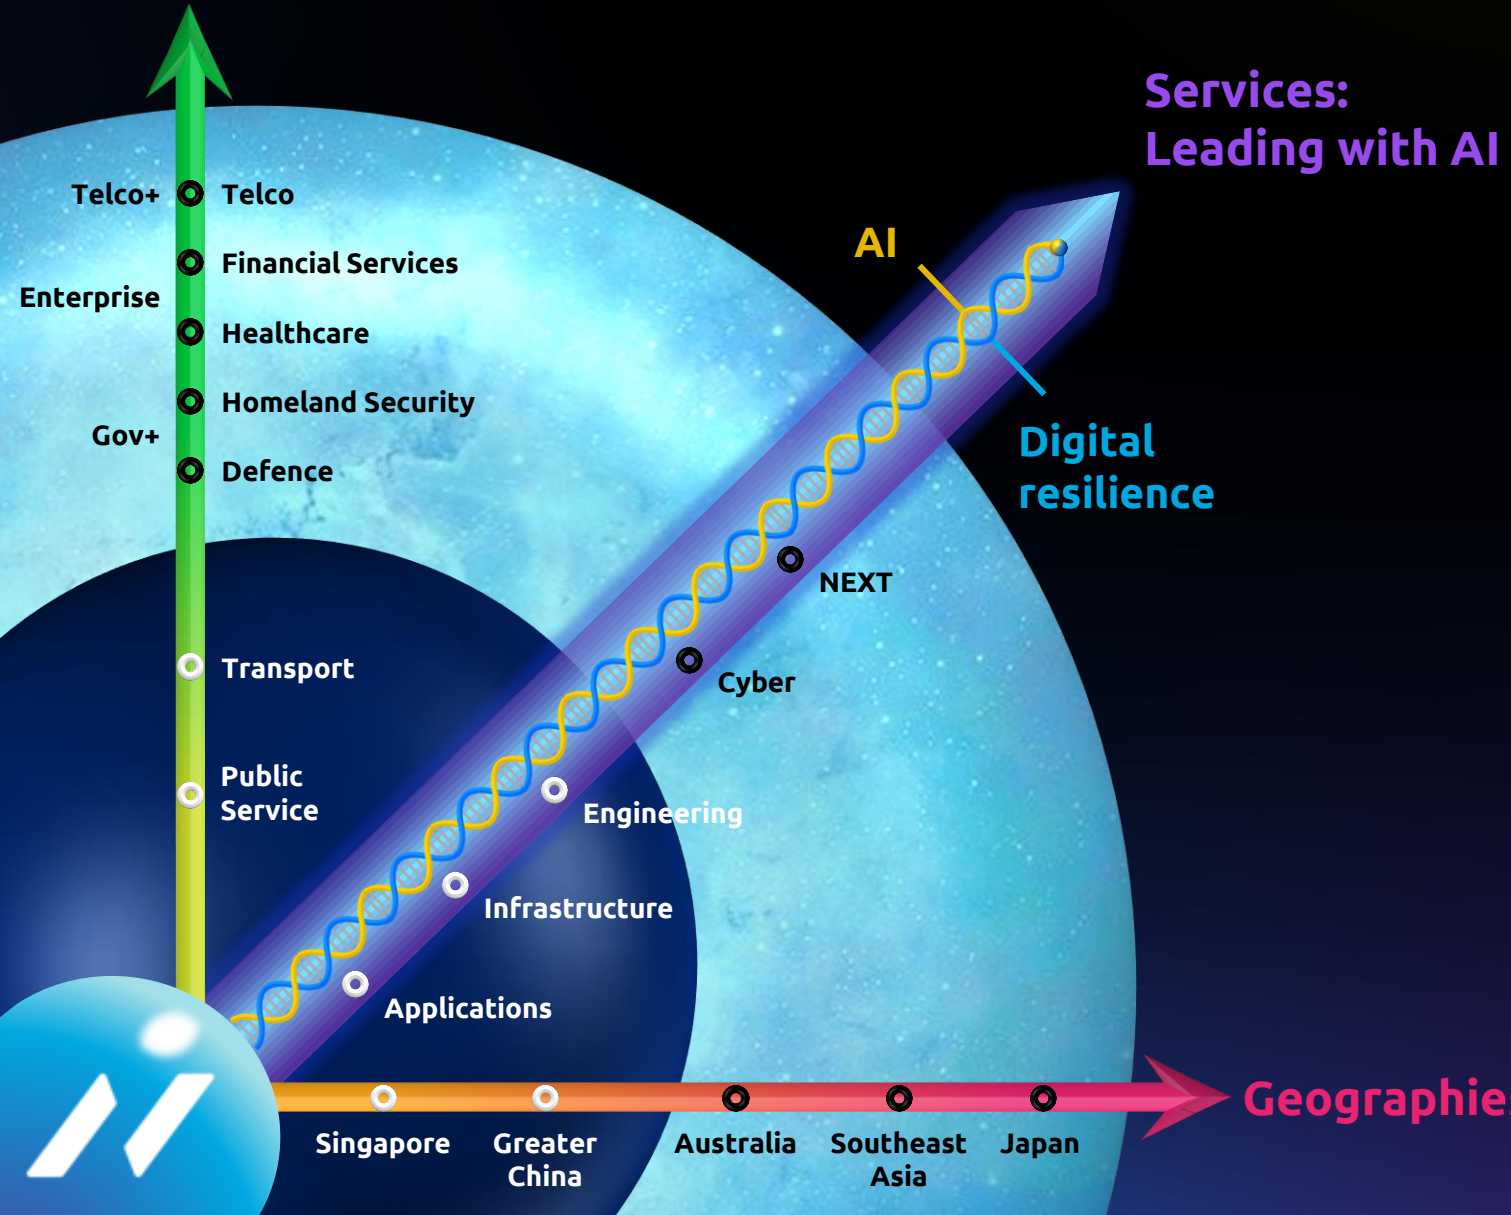 Services:
Leading with AI
Telco+
Telco
AI
Financial Services
Enterprise
Healthcare
Homeland Security
Gov+
Defence
Digital
resilience
NEXT
Transport
Cyber
Public
Service
Engineering
Infrastructure
Applications
Geographies
Singapore
Greater
China
Australia
Southeast
Asia
Japan